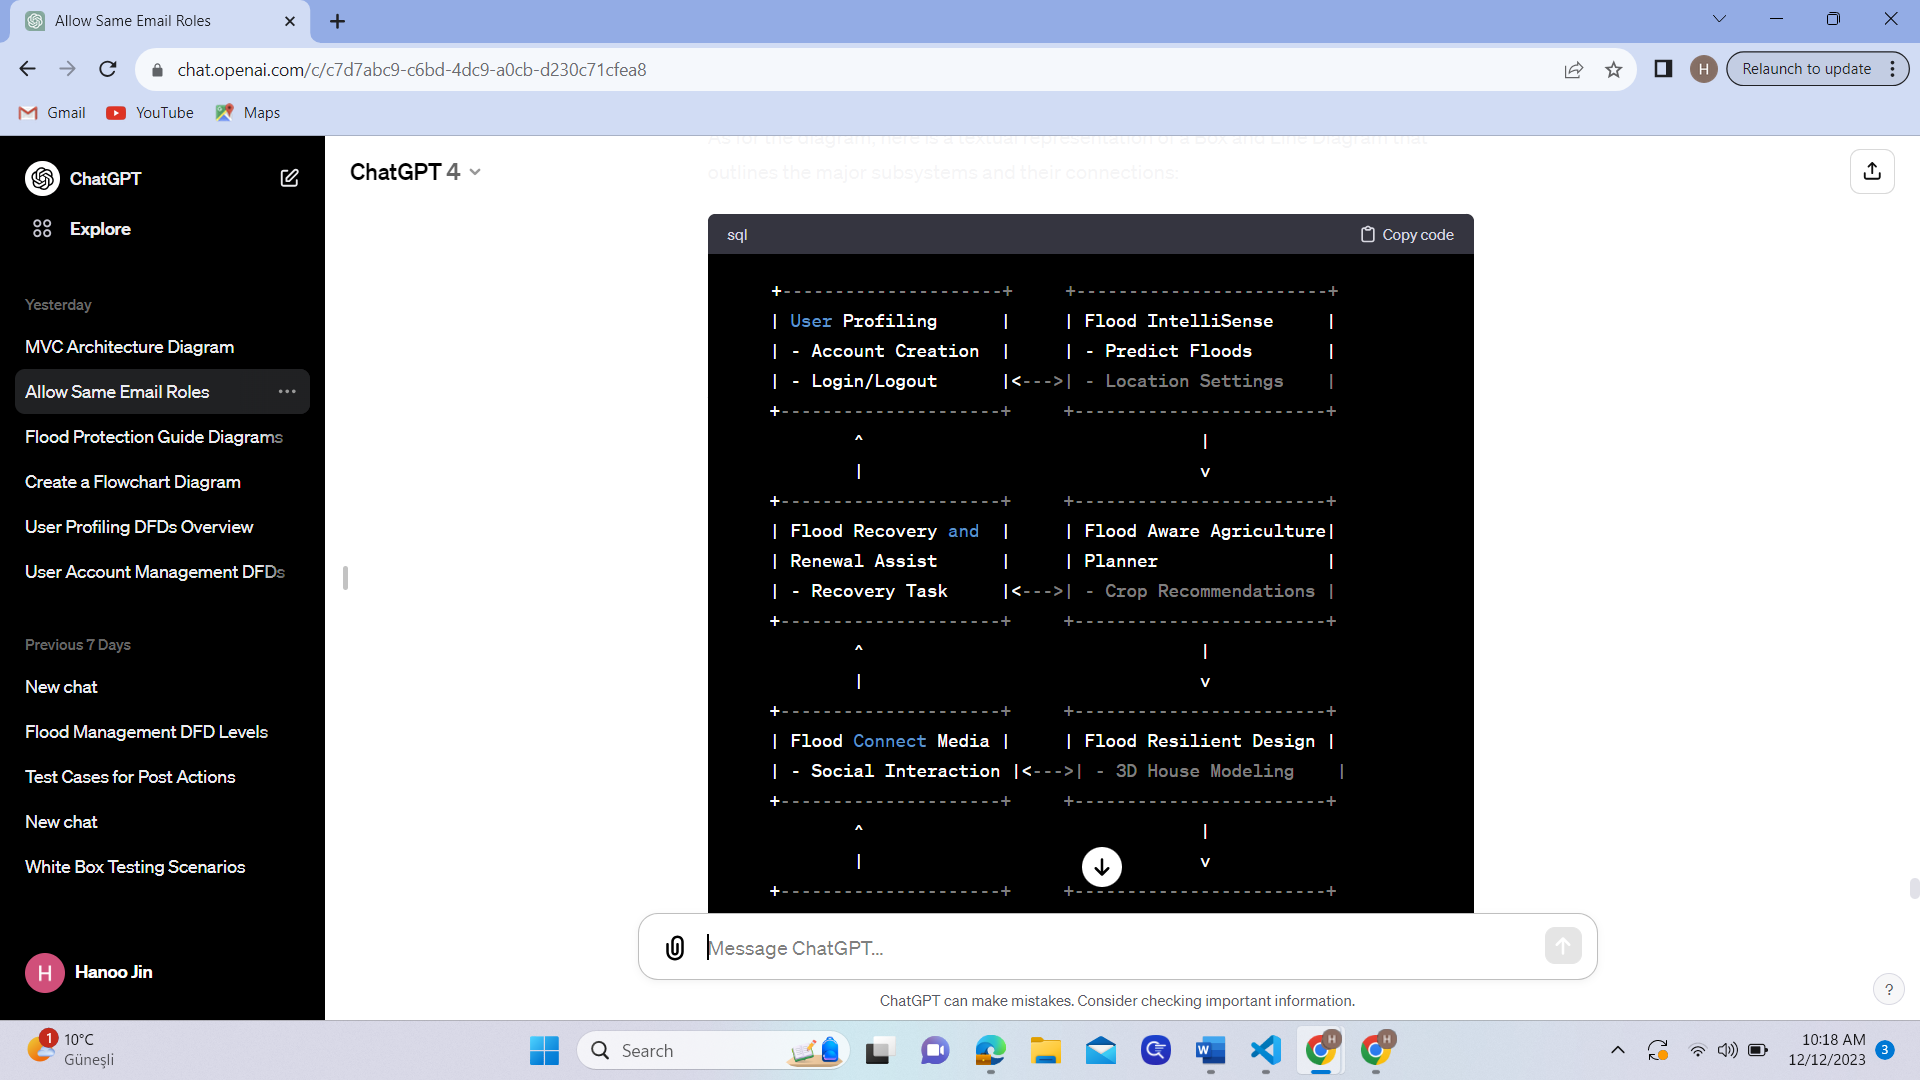 Allow Same Email Roles
chat.openai.com/c/c7d7abc9-c6bd-4dc9-a0cb-d230c71cfea8
H
Relaunch to update
Gmail
YouTube
Maps
ChatGPT
Explore
Yesterday
MVC Architecture Diagram
Allow Same Email Roles
Flood Protection Guide Diagrams
Create a Flowchart Diagram
User Profiling DFDs Overview
User Account Management DFDs
Previous 7 Days
New chat
Flood Management DFD Levels
Test Cases for Post Actions
New chat
White Box Testing Scenarios
H Hanoo Jin
ChatGPT 4
As for the diagram, here is a textual representation of a Box and Line Diagram that
outlines the major subsystems and their connections:
sql
Copy code
+---------------------+     +------------------------+
| User Profiling      |     | Flood IntelliSense     |
| - Account Creation  |     | - Predict Floods       |
| - Login/Logout      |<--->| - Location Settings    |
+---------------------+     +------------------------+
        ^                                |
        |                                v
+---------------------+     +------------------------+
| Flood Recovery and  |     | Flood Aware Agriculture|
| Renewal Assist      |     | Planner                |
| - Recovery Task     |<--->| - Crop Recommendations |
+---------------------+     +------------------------+
        ^                                |
        |                                v
+---------------------+     +------------------------+
| Flood Connect Media |     | Flood Resilient Design |
| - Social Interaction |<--->| - 3D House Modeling    |
+---------------------+     +------------------------+
        ^                                |
        |                                v
+---------------------+     +------------------------+
Message ChatGPT...
ChatGPT can make mistakes. Consider checking important information.
?
1
10°C
Güneşli
Search
10:18 AM
12/12/2023
3